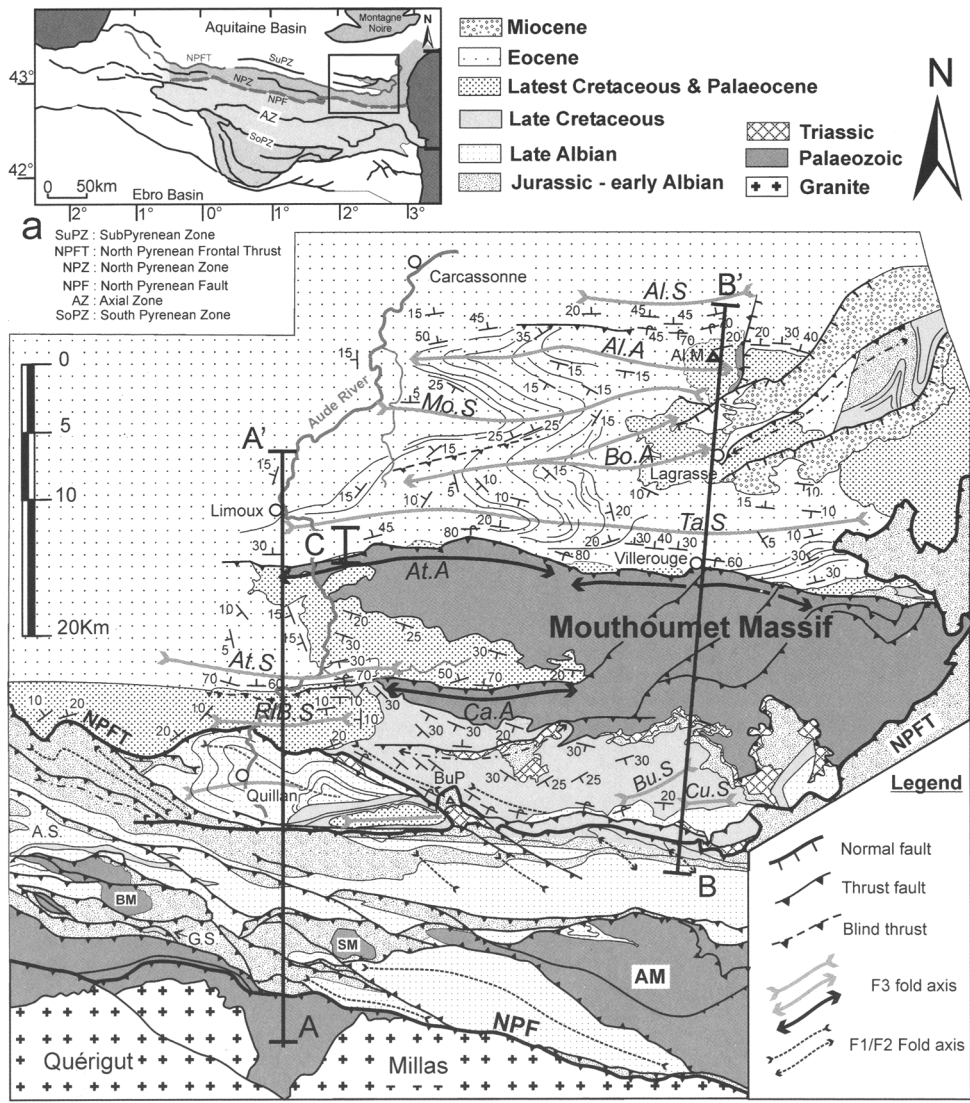 Aquitaine Basin
Montagne
Noire
N
NPFT
SuPZ
43°
NPZ
NPF
AZ
SoPZ
42°
0 50km
Ebro Basin
2° 1° 0° 1° 2° 3°
Miocene
Eocene
Latest Cretaceous & Palaeocene
Late Cretaceous
Late Albian
Jurassic - early Albian
Triassic
Palaeozoic
Granite
N
a
SuPZ : SubPyrenean Zone
NPFT : North Pyrenean Frontal Thrust
NPZ : North Pyrenean Zone
NPF : North Pyrenean Fault
AZ : Axial Zone
SoPZ : South Pyrenean Zone
Carcassonne
B'
Al.S
Al.A
Al.M
0
5
10
20Km
Aude River
Mo.S
A'
Bo.A
Lagrasse
Limoux
Ta.S
C
Villerouge
At.A
Mouthoumet Massif
At.S
Ca.A
RIB.S
NPFT
NPFT
BuP
Bu.S
Cu.S
Quillan
A.S.
B
BM
G.S.
SM
AM
A
NPF
Quérigut
Millas
Legend
Normal fault
Thrust fault
Blind thrust
F3 fold axis
F1/F2 Fold axis